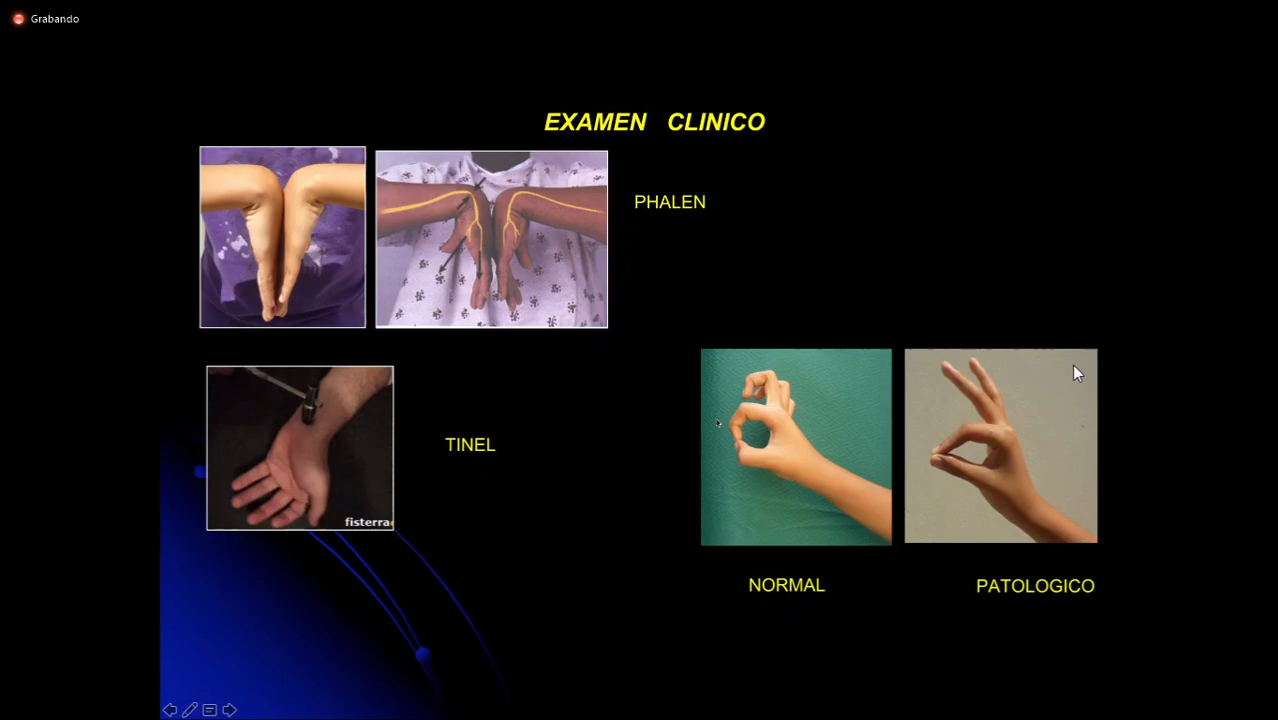 Grabando
EXAMEN CLINICO
PHALEN
TINEL
fisterra
NORMAL
PATOLOGICO